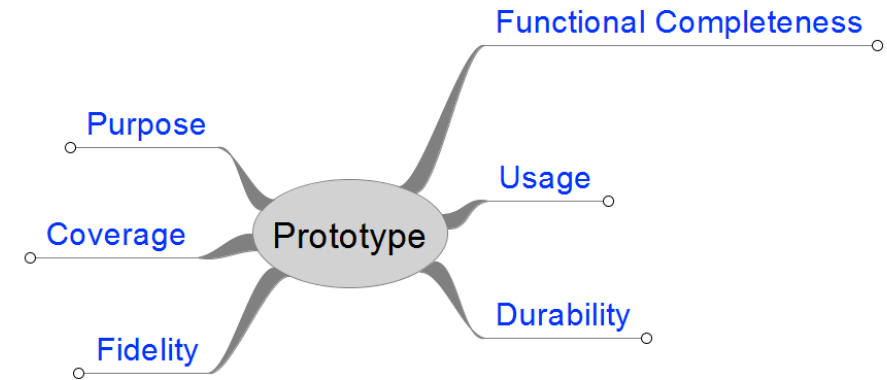 Functional Completeness
Purpose
Usage
Coverage
Prototype
Durability
Fidelity